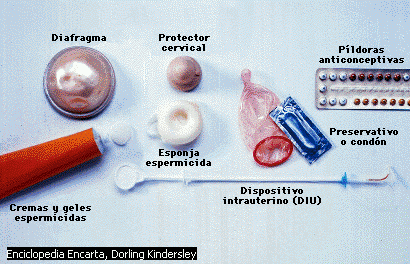 Diafragma
Protector
cervical
Píldoras
anticonceptivas
Preservativo
o condón
Esponja
espermicida
Dispositivo
intrauterino (DIU)
Cremas y geles
espermicidas
Enciclopedia Encarta, Dorling Kindersley